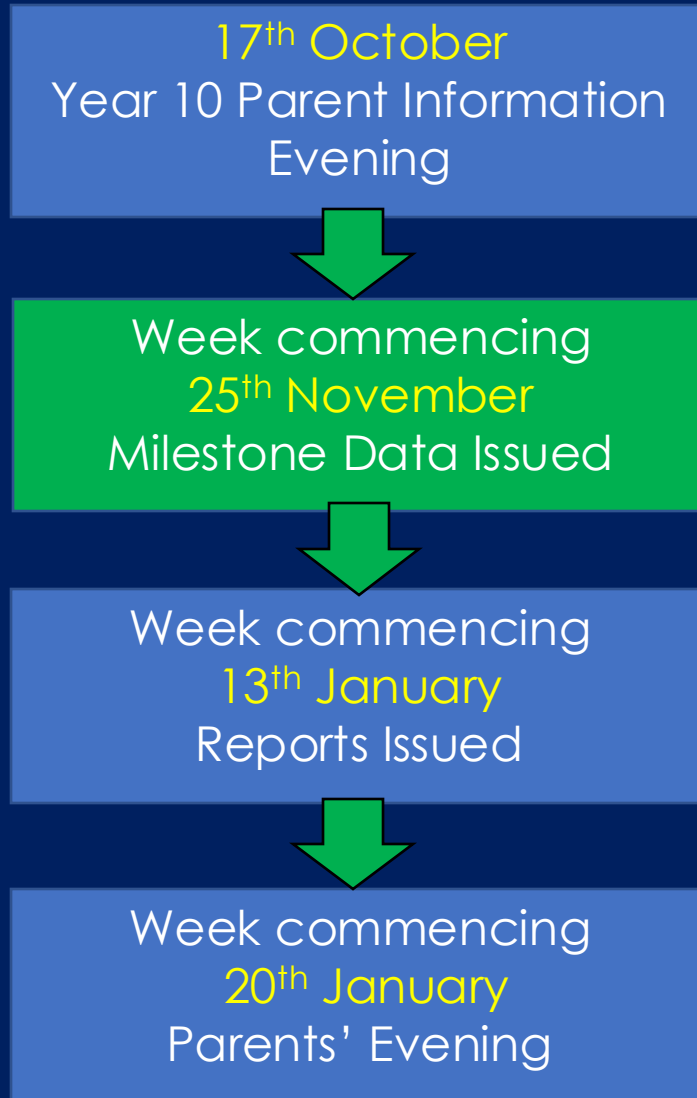 17th October
Year 10 Parent Information
Evening
Week commencing
25th November
Milestone Data Issued
Week commencing
13th January
Reports Issued
Week commencing
20th January
Parents’ Evening